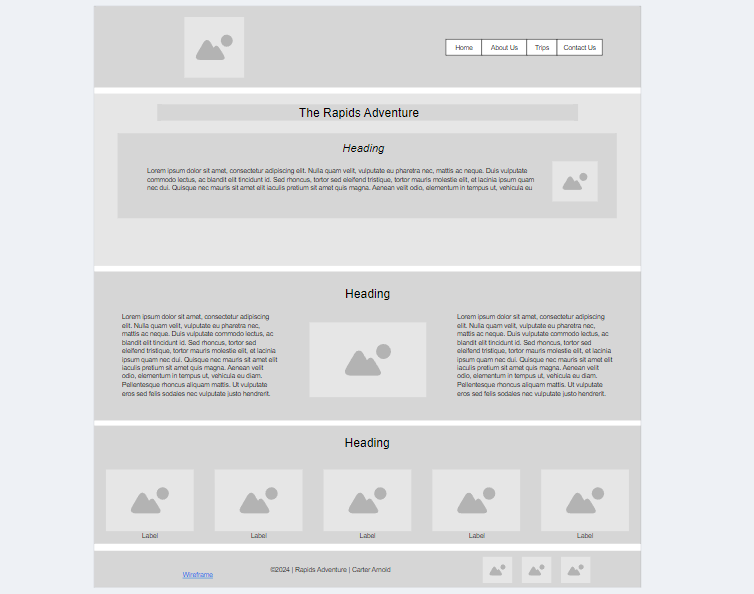 Home About Us Trips Contact Us
The Rapids Adventure
Heading
Lorem ipsum dolor sit amet, consectetur adipiscing elit. Nulla quam velit, vulputate eu pharetra nec, mattis ac neque. Duis vulputate
commodo lectus, ac blandit elit tincidunt id. Sed rhoncus, tortor sed eleifend tristique, tortor mauris molestie elit, et lacinia ipsum quam
nec dui. Quisque nec mauris sit amet elit iaculis pretium sit amet quis magna. Aenean velit odio, elementum in tempus ut, vehicula eu
Heading
Lorem ipsum dolor sit amet, consectetur adipiscing
elit. Nulla quam velit, vulputate eu pharetra nec,
mattis ac neque. Duis vulputate commodo lectus, ac
blandit elit tincidunt id. Sed rhoncus, tortor sed
eleifend tristique, tortor mauris molestie elit, et lacinia
ipsum quam nec dui. Quisque nec mauris sit amet elit
iaculis pretium sit amet quis magna. Aenean velit
odio, elementum in tempus ut, vehicula eu diam.
Pellentesque rhoncus aliquam mattis. Ut vulputate
eros sed felis sodales nec vulputate justo hendrerit.
Lorem ipsum dolor sit amet, consectetur adipiscing
elit. Nulla quam velit, vulputate eu pharetra nec,
mattis ac neque. Duis vulputate commodo lectus, ac
blandit elit tincidunt id. Sed rhoncus, tortor sed
eleifend tristique, tortor mauris molestie elit, et lacinia
ipsum quam nec dui. Quisque nec mauris sit amet elit
iaculis pretium sit amet quis magna. Aenean velit
odio, elementum in tempus ut, vehicula eu diam.
Pellentesque rhoncus aliquam mattis. Ut vulputate
eros sed felis sodales nec vulputate justo hendrerit.
Heading
Label Label Label Label Label
Wireframe
©2024 | Rapids Adventure | Carter Arnold